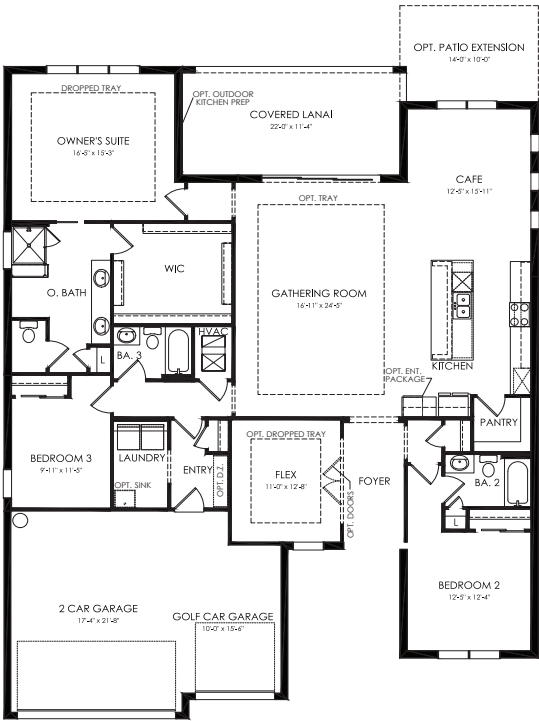 OPT. PATIO EXTENSION
14'-0" x 10'-0"
DROPPED TRAY
OWNER'S SUITE
16'-5" x 15'-3"
OPT. OUTDOOR
KITCHEN PREP
COVERED LANAI
22'-0" x 11'-4"
CAFE
12'-5" x 15'-11"
OPT. TRAY
WIC
O. BATH
GATHERING ROOM
16'-11" x 24'-5"
HVAC
BA. 3
L
KITCHEN
OPT. ENT.
PACKAGE
PANTRY
BEDROOM 3
9'-11" x 11'-5"
LAUNDRY
OPT. SINK
ENTRY
OPT. D.Z.
OPT. DROPPED TRAY
FLEX
11'-0" x 12'-8"
OPT. DOORS
FOYER
BA. 2
L
BEDROOM 2
12'-5" x 12'-4"
2 CAR GARAGE
17'-4" x 21'-8"
GOLF CAR GARAGE
10'-0" x 15'-6"